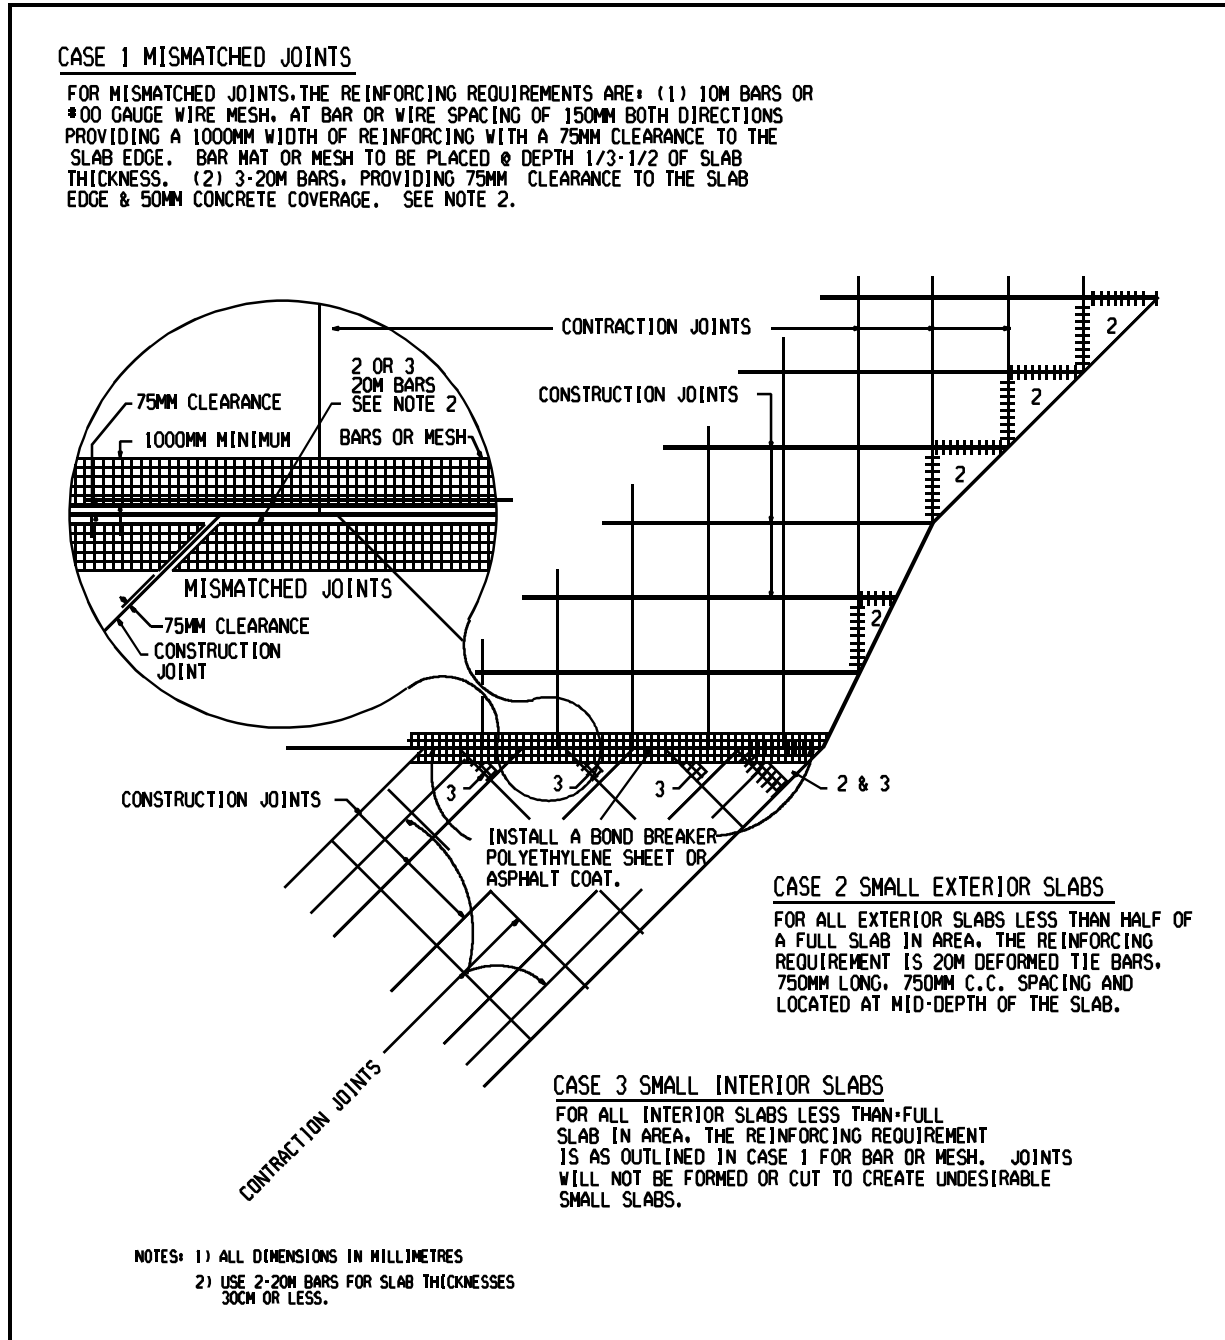 CASE 1 MISMATCHED JOINTS
FOR MISMATCHED JOINTS, THE REINFORCING REQUIREMENTS ARE: (1) 10M BARS OR
#00 GAUGE WIRE MESH, AT BAR OR WIRE SPACING OF 150MM BOTH DIRECTIONS
PROVIDING A 1000MM WIDTH OF REINFORCING WITH A 75MM CLEARANCE TO THE
SLAB EDGE. BAR MAT OR MESH TO BE PLACED @ DEPTH 1/3-1/2 OF SLAB
THICKNESS. (2) 3-20M BARS, PROVIDING 75MM CLEARANCE TO THE SLAB
EDGE & 50MM CONCRETE COVERAGE. SEE NOTE 2.
CONTRACTION JOINTS
2
2 OR 3
20M BARS
SEE NOTE 2
75MM CLEARANCE
CONSTRUCTION JOINTS
2
1000MM MINIMUM
BARS OR MESH
2
MISMATCHED JOINTS
75MM CLEARANCE
2
CONSTRUCTION
JOINT
3
3
3
2 & 3
CONSTRUCTION JOINTS
INSTALL A BOND BREAKER
POLYETHYLENE SHEET OR
ASPHALT COAT.
CASE 2 SMALL EXTERIOR SLABS
FOR ALL EXTERIOR SLABS LESS THAN HALF OF
A FULL SLAB IN AREA, THE REINFORCING
REQUIREMENT IS 20M DEFORMED TIE BARS,
750MM LONG, 750MM C.C. SPACING AND
LOCATED AT MID-DEPTH OF THE SLAB.
CONTRACTION JOINTS
CASE 3 SMALL INTERIOR SLABS
FOR ALL INTERIOR SLABS LESS THAN FULL
SLAB IN AREA, THE REINFORCING REQUIREMENT
IS AS OUTLINED IN CASE 1 FOR BAR OR MESH. JOINTS
WILL NOT BE FORMED OR CUT TO CREATE UNDESIRABLE
SMALL SLABS.
NOTES: 1) ALL DIMENSIONS IN MILLIMETRES
2) USE 2-20M BARS FOR SLAB THICKNESSES
30CM OR LESS.